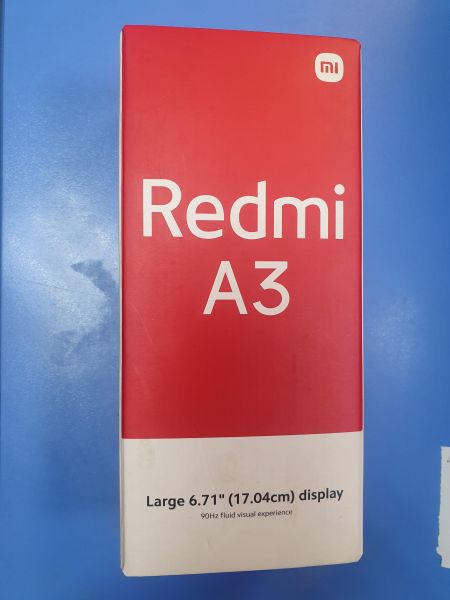 mi
Redmi
A3
Large 6.71" (17.04cm) display
90Hz fluid visual experience